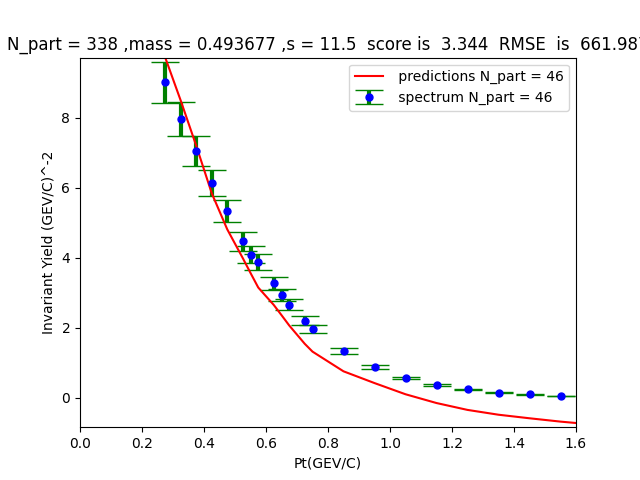 N_part = 338 ,mass = 0.493677 ,s = 11.5  score is  3.344  RMSE  is  661.987
predictions N_part = 46
spectrum N_part = 46
Invariant Yield (GEV/C)^-2
8
6
4
2
0
0.0 0.2 0.4 0.6 0.8 1.0 1.2 1.4 1.6
Pt(GEV/C)